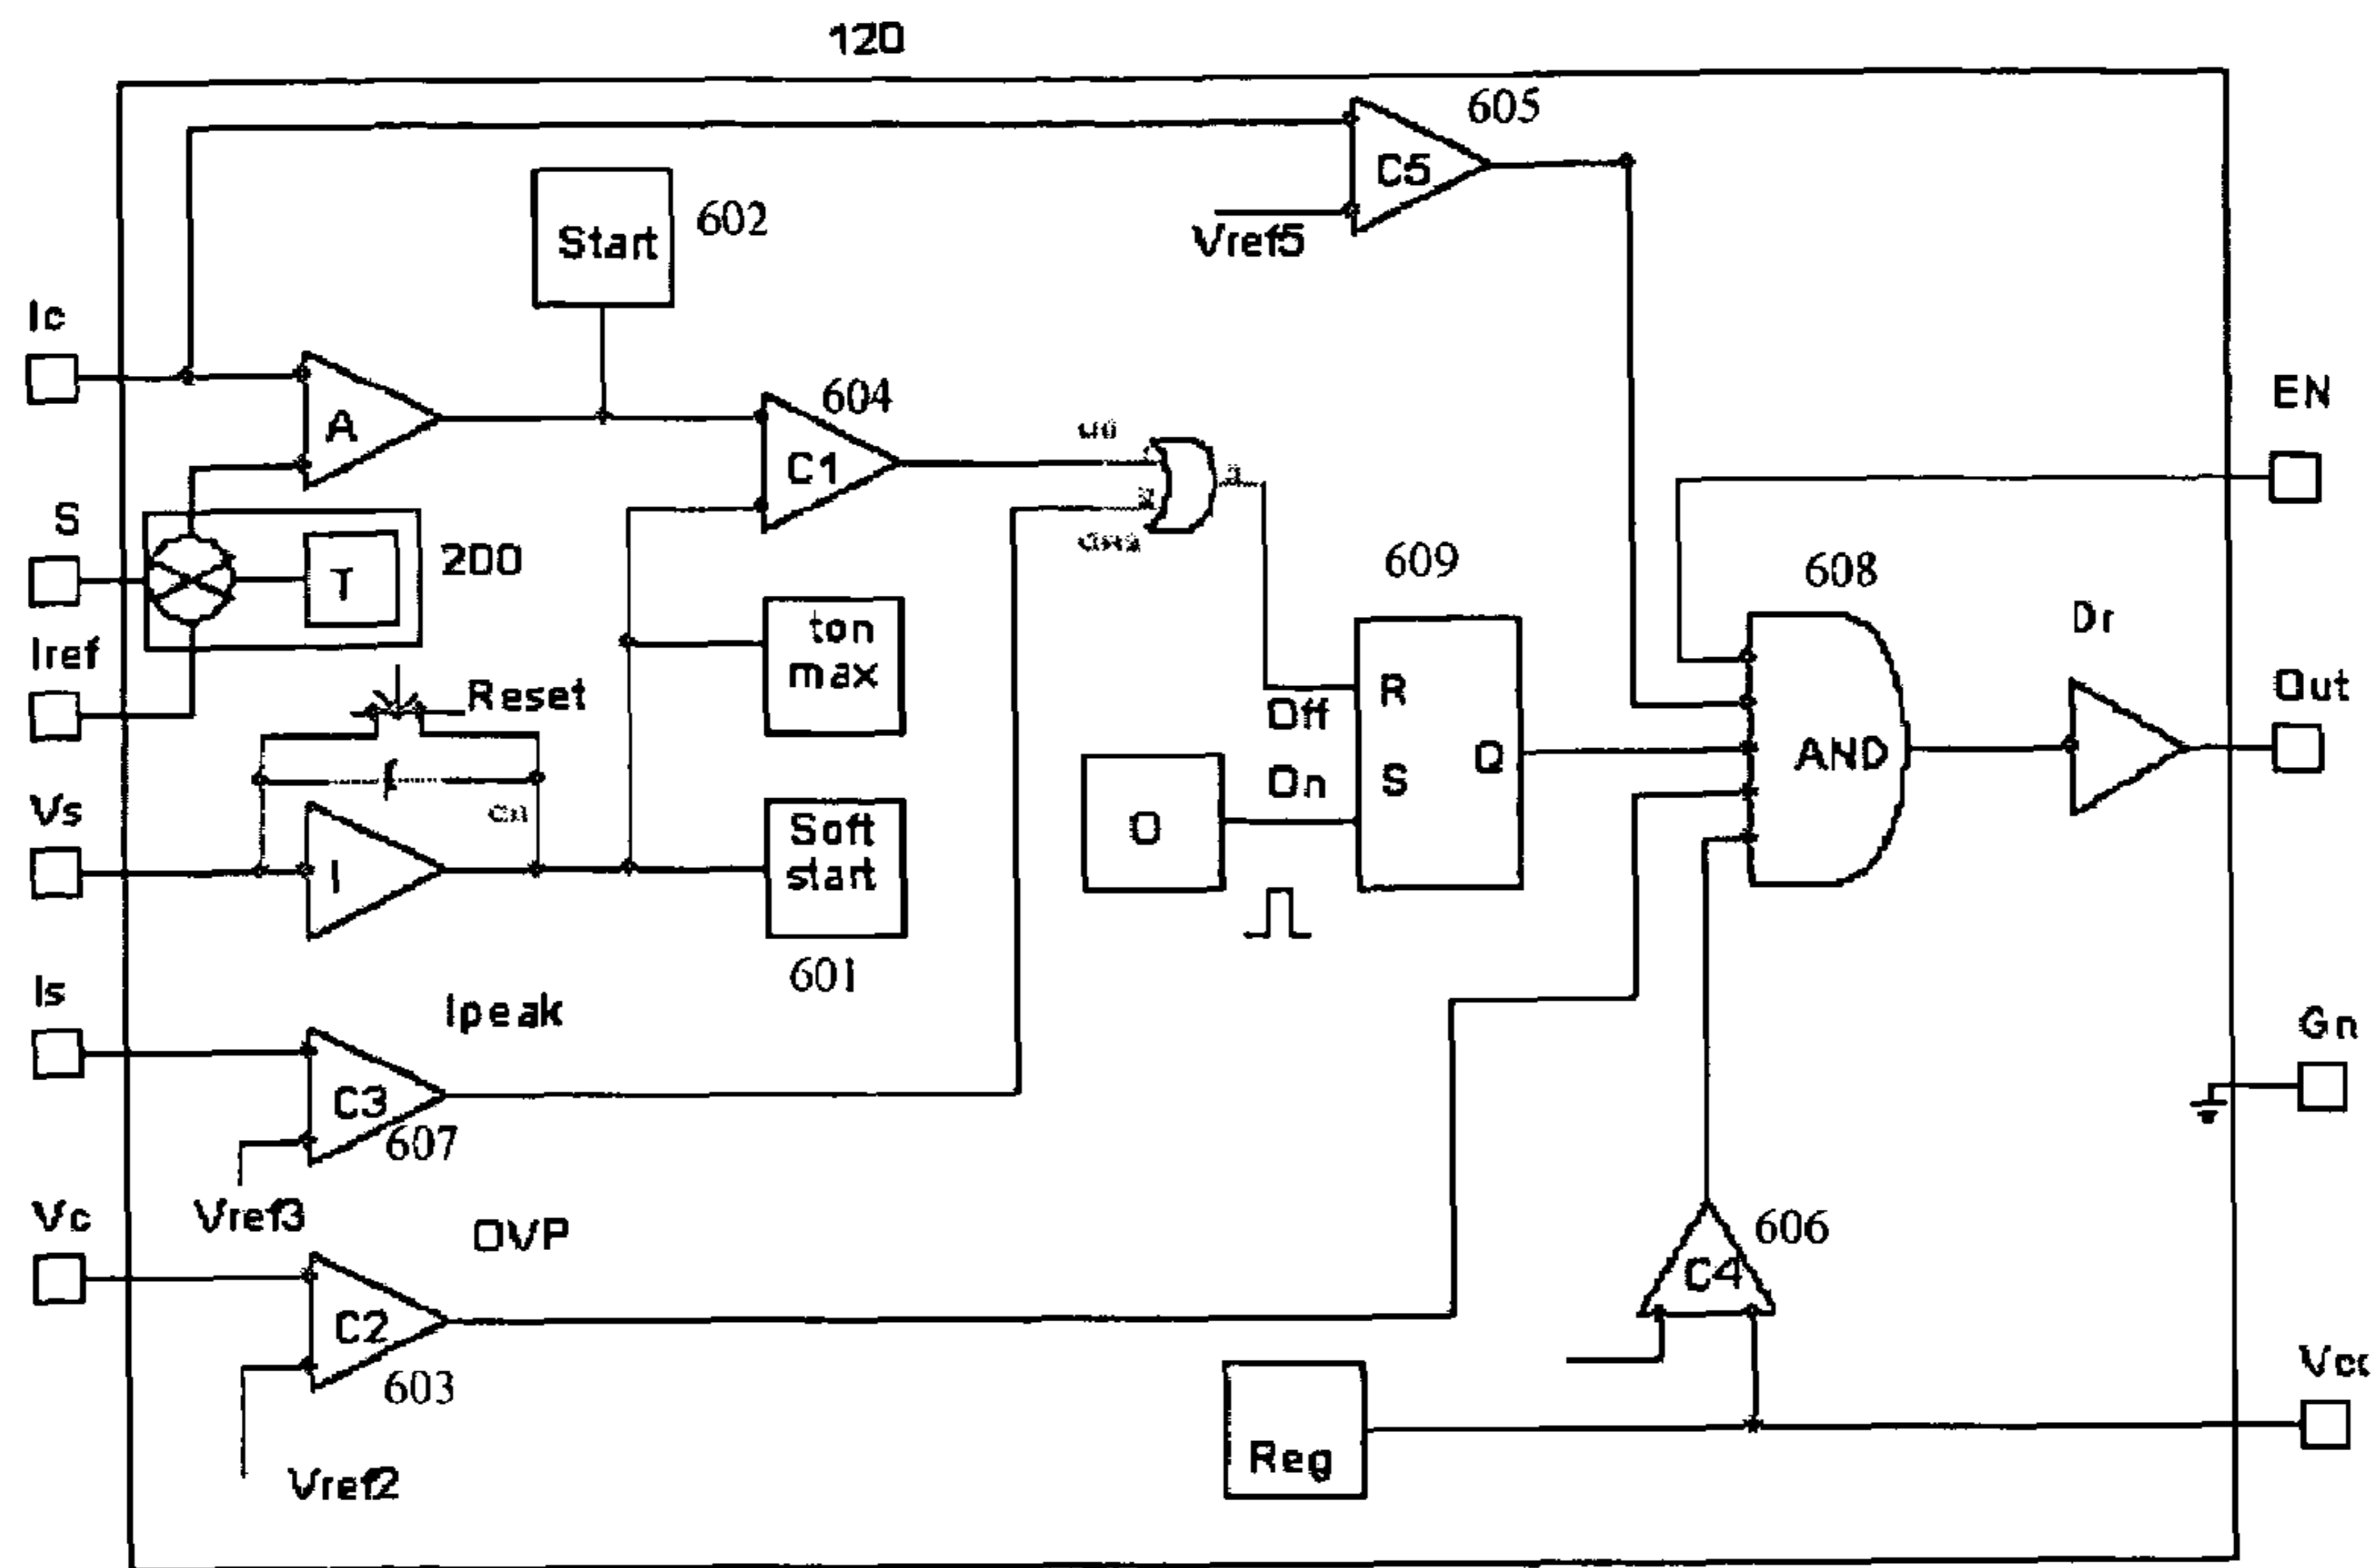 120
605
C5
Vref5
Start
602
Ic
A
604
C1
EN
S
T
200
Iref
Reset
ton
max
609
R
Off
On
S
Q
608
AND
Dr
Out
Vs
I
Soft
start
601
O
Is
Ipeak
C3
607
Vref3
Gn
Vc
OVP
C2
603
Vref2
606
C4
Reg
Vcc
3